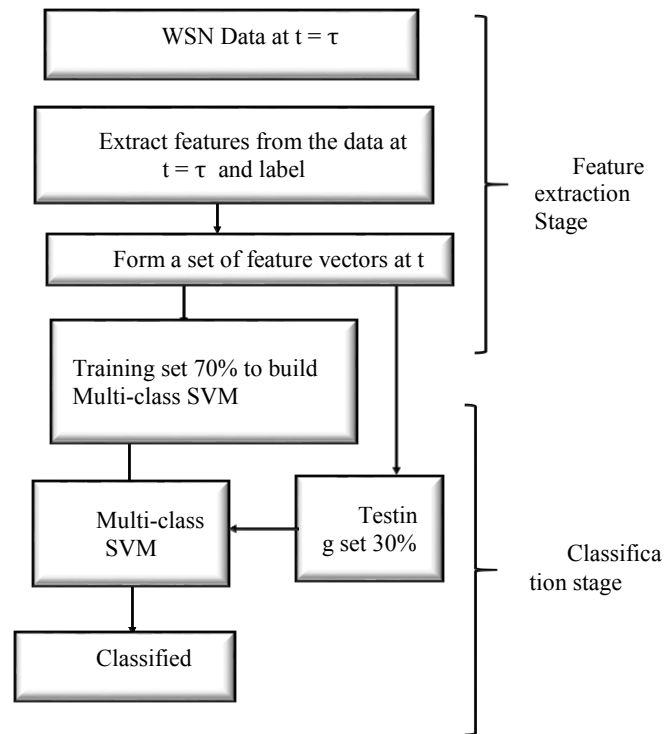 WSN Data at t = τ
Extract features from the data at
t = τ and label
Feature
extraction
Stage
Form a set of feature vectors at t
Training set 70% to build
Multi-class SVM
Multi-class
SVM
Testin
g set 30%
Classifica
tion stage
Classified